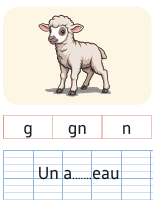 g gn n
Un a.......eau